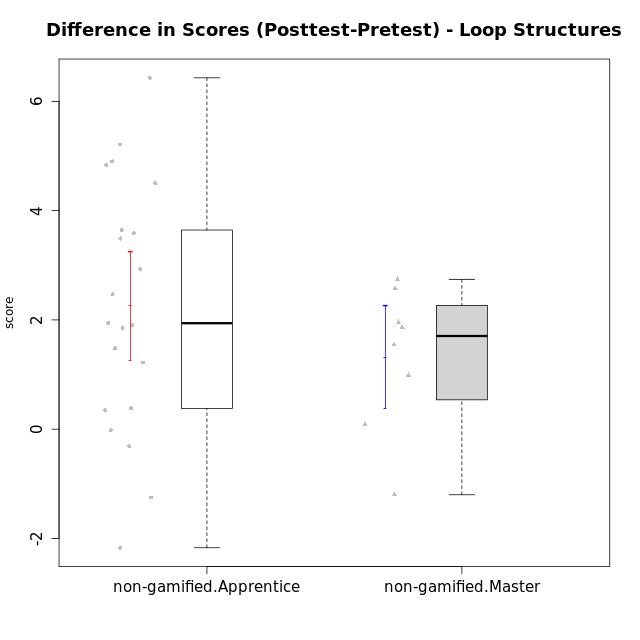 Difference in Scores (Posttest-Pretest) - Loop Structures
6
4
2
0
-2
score
non-gamified.Apprentice
non-gamified.Master